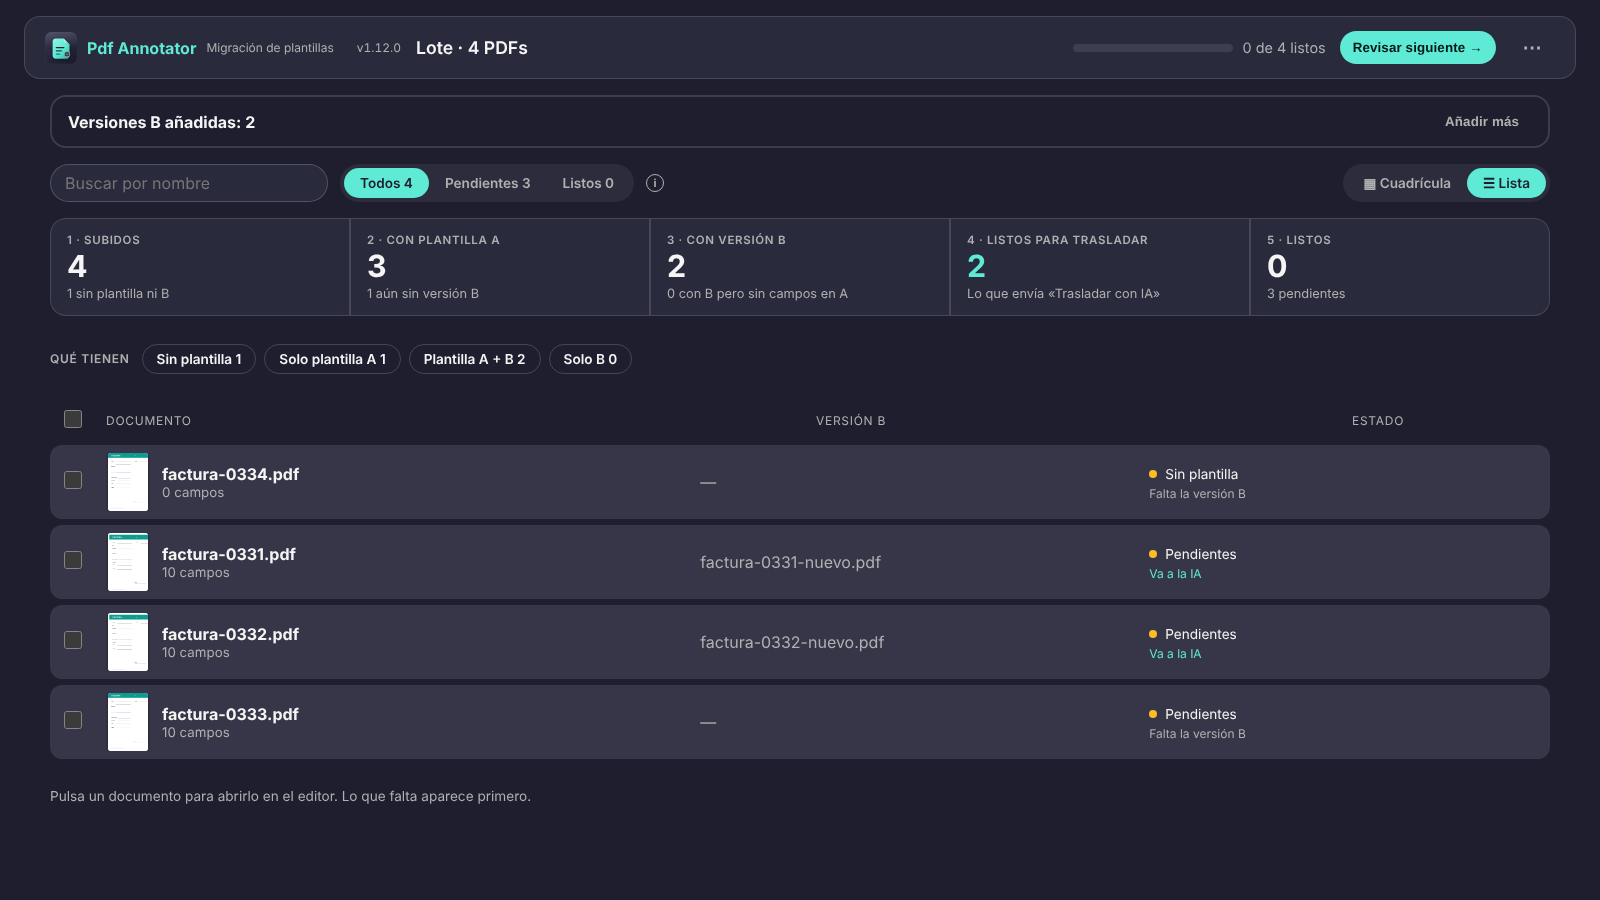 Pdf Annotator Migración de plantillas v1.12.0 Lote · 4 PDFs 0 de 4 listos Revisar siguiente → ⋯
Versiones B añadidas: 2 Añadir más
Buscar por nombre Todos 4 Pendientes 3 Listos 0 i ▦ Cuadrícula ☰ Lista
1 · SUBIDOS 2 · CON PLANTILLA A 3 · CON VERSIÓN B 4 · LISTOS PARA TRASLADAR 5 · LISTOS
4 3 2 2 0
1 sin plantilla ni B 1 aún sin versión B 0 con B pero sin campos en A Lo que envía «Trasladar con IA» 3 pendientes
QUÉ TIENEN Sin plantilla 1 Solo plantilla A 1 Plantilla A + B 2 Solo B 0
DOCUMENTO VERSIÓN B ESTADO
factura-0334.pdf — Sin plantilla
0 campos Falta la versión B
factura-0331.pdf factura-0331-nuevo.pdf Pendientes
10 campos Va a la IA
factura-0332.pdf factura-0332-nuevo.pdf Pendientes
10 campos Va a la IA
factura-0333.pdf — Pendientes
10 campos Falta la versión B
Pulsa un documento para abrirlo en el editor. Lo que falta aparece primero.